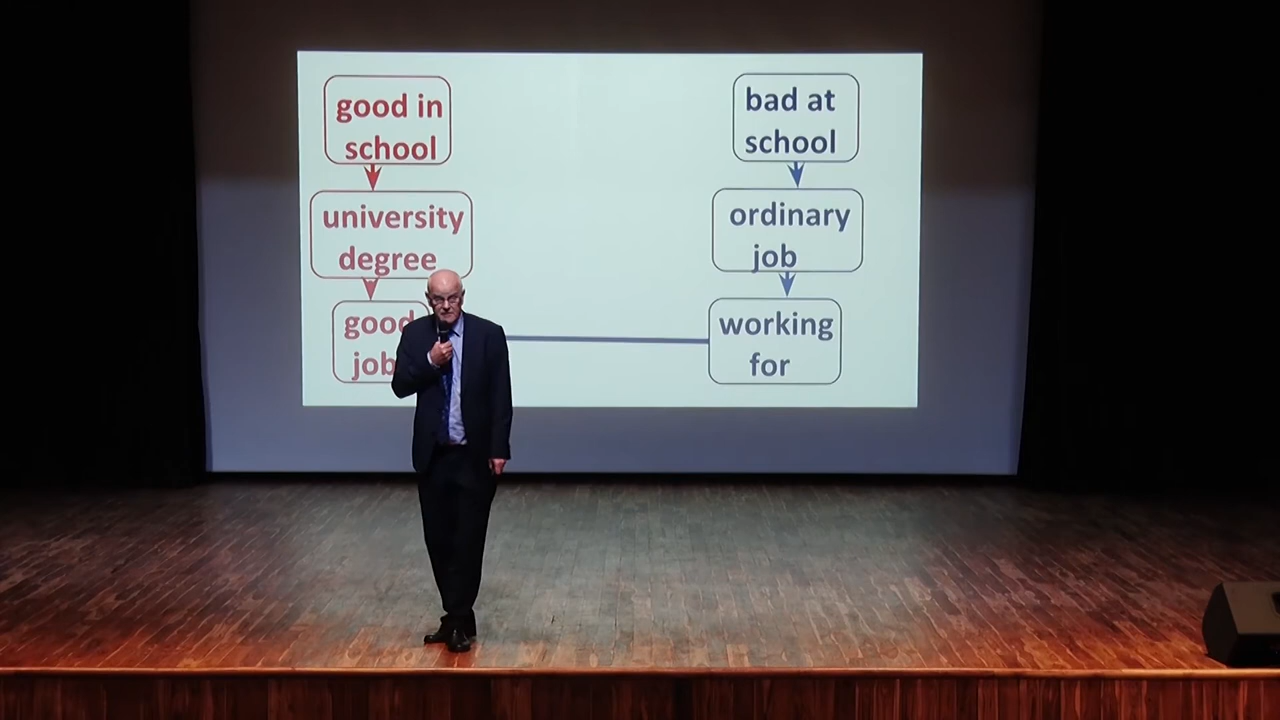 good in
school
university
degree
good
job
bad at
school
ordinary
job
working
for